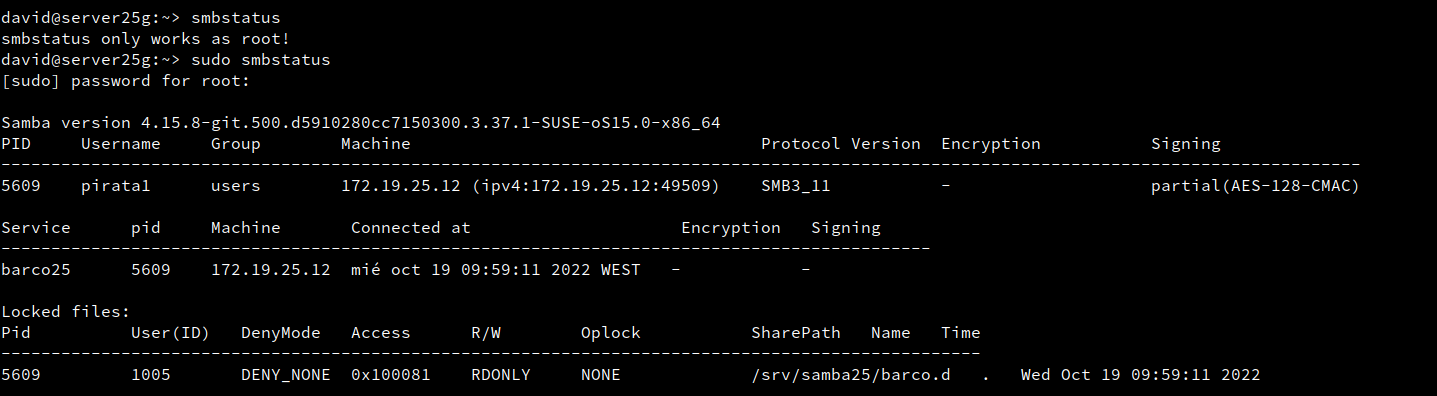 david@server25g:~> smbstatus
smbstatus only works as root!
david@server25g:~> sudo smbstatus
[sudo] password for root:

Samba version 4.15.8-git.500.d5910280cc7150300.3.37.1-SUSE-oS15.0-x86_64
PID     Username     Group        Machine                                   Protocol Version  Encryption           Signing
----------------------------------------------------------------------------------------------------------------------------------------
5609    pirata1      users        172.19.25.12 (ipv4:172.19.25.12:49509)    SMB3_11           -                    partial(AES-128-CMAC)

Service      pid     Machine       Connected at                     Encryption   Signing
---------------------------------------------------------------------------------------------
barco25      5609    172.19.25.12  mié oct 19 09:59:11 2022 WEST   -            -

Locked files:
Pid          User(ID)   DenyMode   Access      R/W        Oplock           SharePath   Name   Time
--------------------------------------------------------------------------------------------------
5609         1005       DENY_NONE  0x100081    RDONLY     NONE             /srv/samba25/barco.d   .   Wed Oct 19 09:59:11 2022